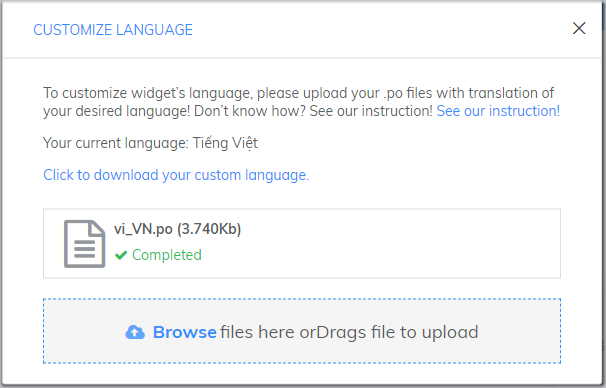 CUSTOMIZE LANGUAGE
To customize widget's language, please upload your .po files with translation of
your desired language! Don't know how? See our instruction! See our instruction!
Your current language: Tiếng Việt
Click to download your custom language.
vi_VN.po (3.740Kb)
Completed
Browse files here orDrags file to upload